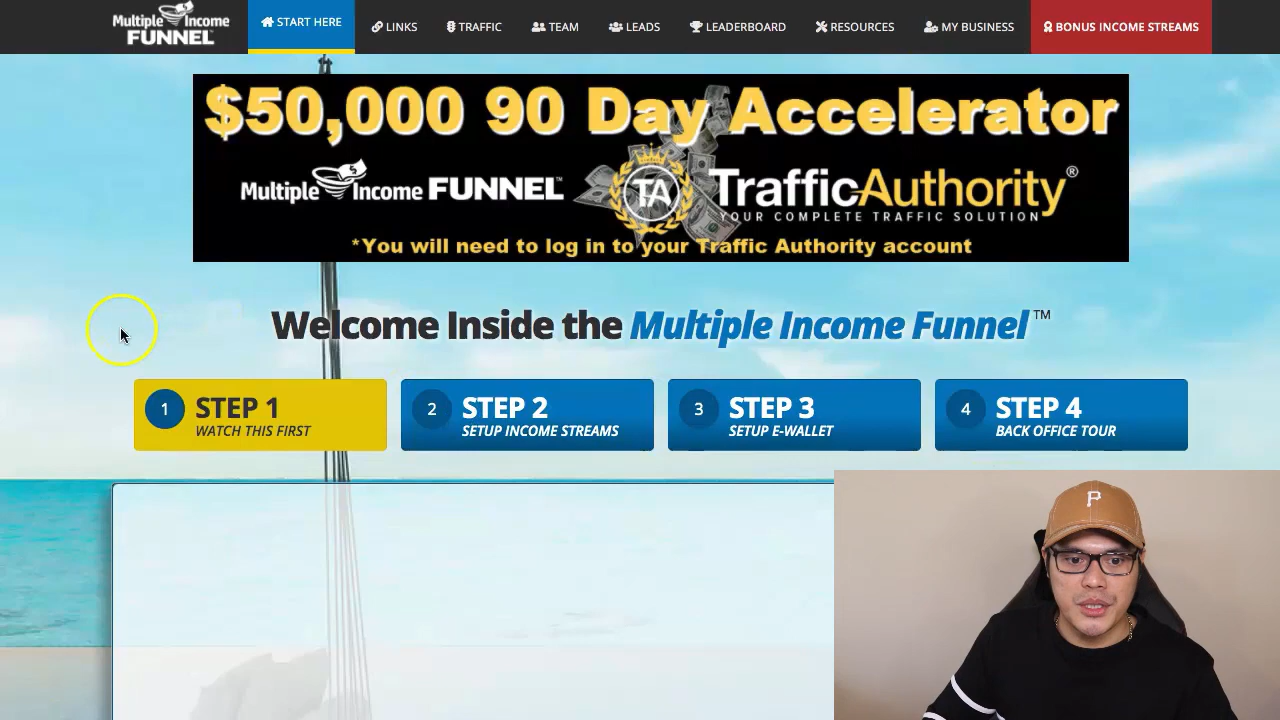 Multiple Income
FUNNEL™
START HERE
LINKS
TRAFFIC
TEAM
LEADS
LEADERBOARD
RESOURCES
MY BUSINESS
BONUS INCOME STREAMS
$50,000 90 Day Accelerator
Multiple Income FUNNEL™
TA
TrafficAuthority®
YOUR COMPLETE TRAFFIC SOLUTION
*You will need to log in to your Traffic Authority account
Welcome Inside the Multiple Income Funnel™
1 STEP 1
WATCH THIS FIRST
2 STEP 2
SETUP INCOME STREAMS
3 STEP 3
SETUP E-WALLET
4 STEP 4
BACK OFFICE TOUR
P